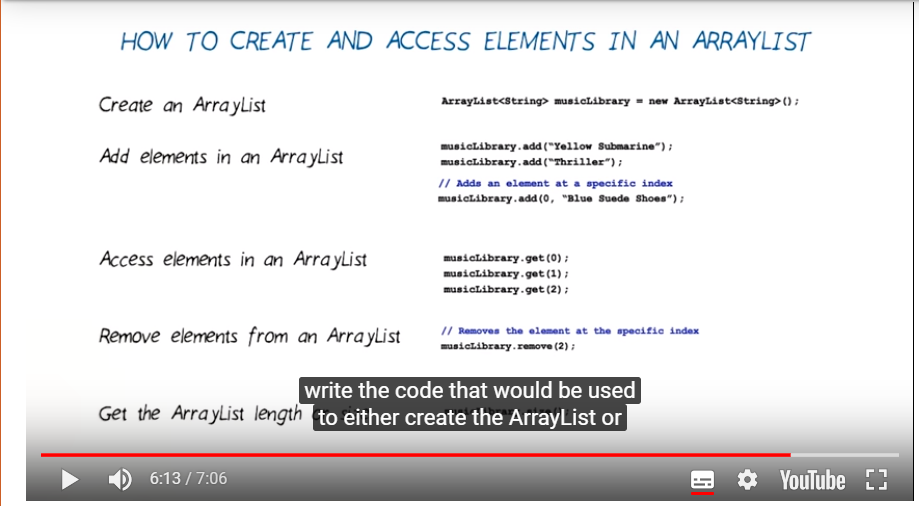 HOW TO CREATE AND ACCESS ELEMENTS IN AN ARRAYLIST
Create an ArrayList
ArrayList<String> musicLibrary = new ArrayList<String>();
Add elements in an ArrayList
musicLibrary.add("Yellow Submarine");
musicLibrary.add("Thriller");
// Adds an element at a specific index
musicLibrary.add(0, "Blue Suede Shoes");
Access elements in an ArrayList
musicLibrary.get(0);
musicLibrary.get(1);
musicLibrary.get(2);
Remove elements from an ArrayList
// Removes the element at the specific index
musicLibrary.remove(2);
Get the ArrayList length
write the code that would be used
to either create the ArrayList or
6:13 / 7:06
YouTube